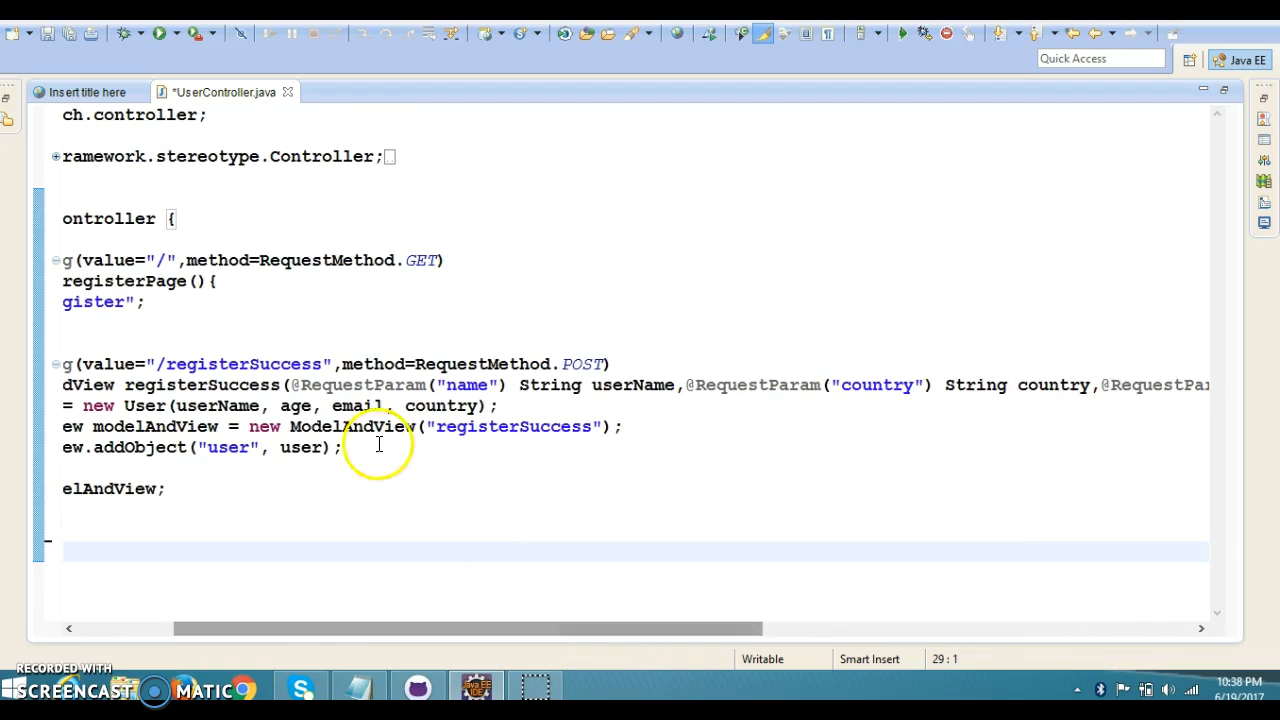 Quick Access
Java EE
Insert title here
*UserController.java
ch.controller;
ramework.stereotype.Controller;
ontroller {
g(value="/",method=RequestMethod.GET)
registerPage(){
gister";
g(value="/registerSuccess",method=RequestMethod.POST)
dView registerSuccess(@RequestParam("name") String userName,@RequestParam("country") String country,@RequestPar
= new User(userName, age, email, country);
ew modelAndView = new ModelAndView("registerSuccess");
ew.addObject("user", user);
elAndView;
Writable
Smart Insert
29 : 1
RECORDED WITH
SCREENCAST MATIC
Java EE IDE
10:38 PM
6/19/2017